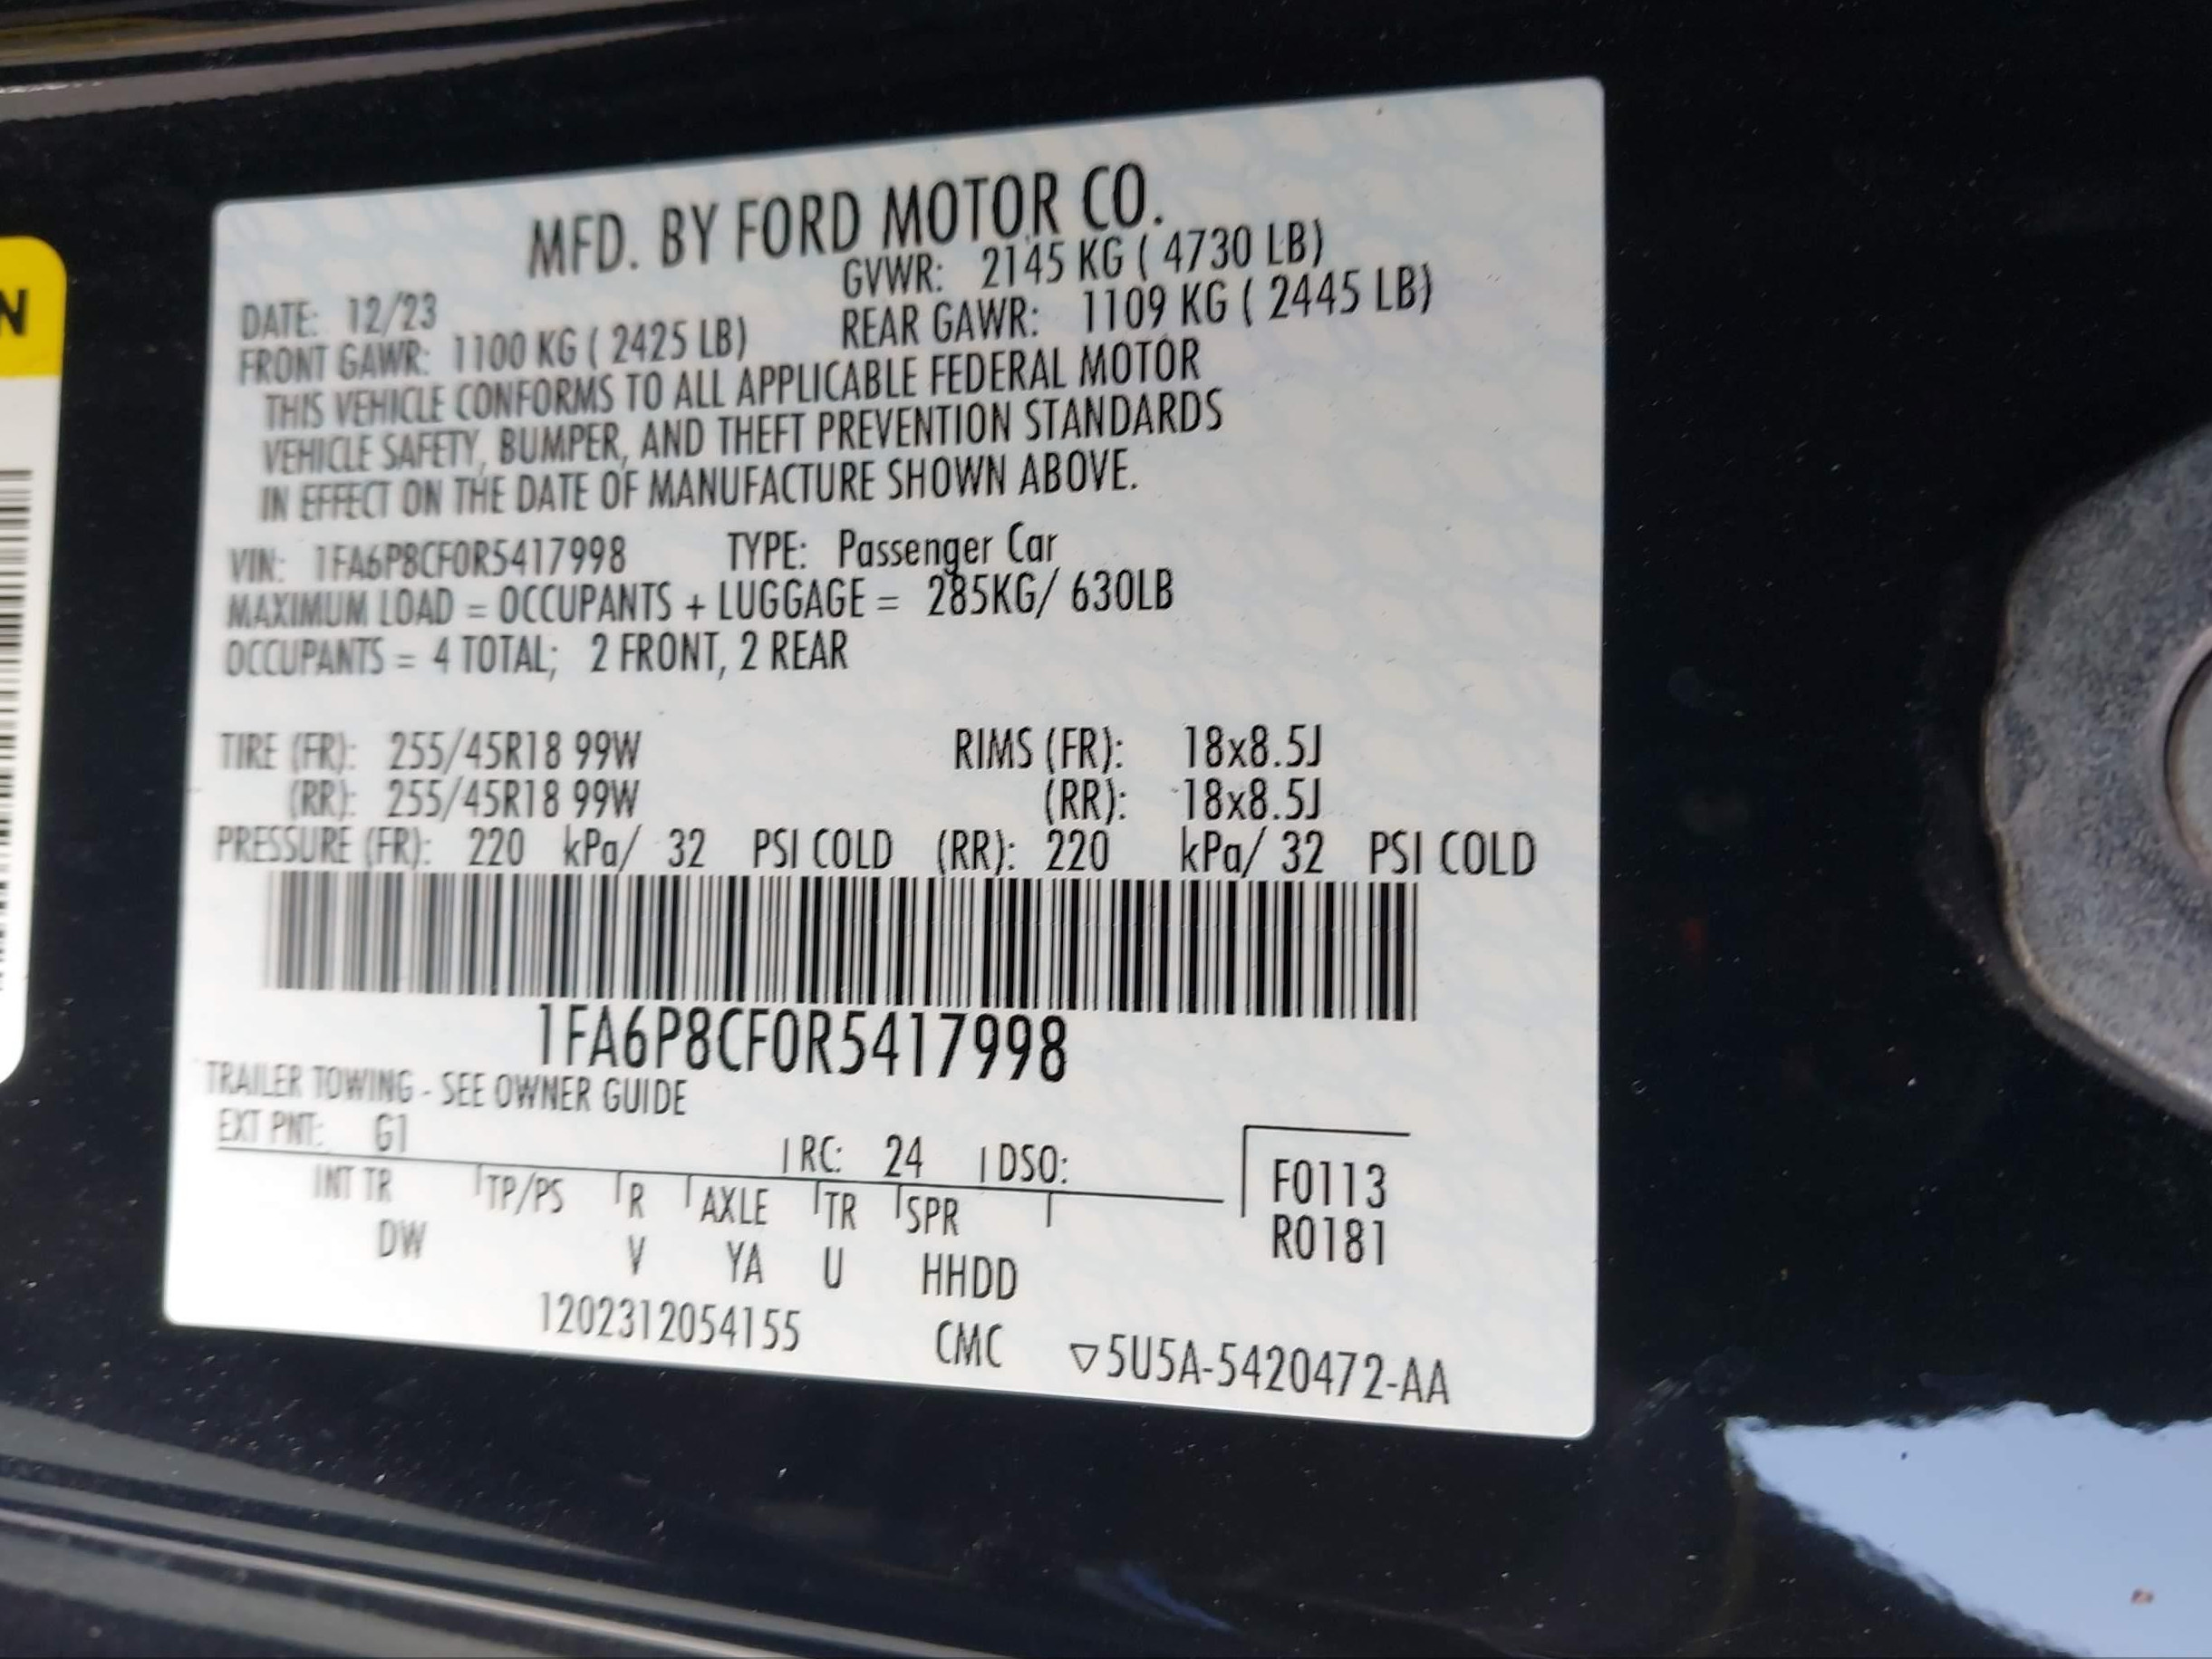 N
MFD. BY FORD MOTOR CO.
DATE: 12/23 GVWR: 2145 KG ( 4730 LB)
FRONT GAWR: 1100 KG ( 2425 LB) REAR GAWR: 1109 KG ( 2445 LB)
THIS VEHICLE CONFORMS TO ALL APPLICABLE FEDERAL MOTOR
VEHICLE SAFETY, BUMPER, AND THEFT PREVENTION STANDARDS
IN EFFECT ON THE DATE OF MANUFACTURE SHOWN ABOVE.
VIN: 1FA6P8CF0R5417998 TYPE: Passenger Car
MAXIMUM LOAD = OCCUPANTS + LUGGAGE = 285KG/ 630LB
OCCUPANTS = 4 TOTAL; 2 FRONT, 2 REAR
TIRE (FR): 255/45R18 99W RIMS (FR): 18x8.5J
(RR): 255/45R18 99W (RR): 18x8.5J
PRESSURE (FR): 220 kPa/ 32 PSI COLD (RR): 220 kPa/ 32 PSI COLD
1FA6P8CF0R5417998
TRAILER TOWING - SEE OWNER GUIDE
EXT PNT: G1 RC: 24 DSO:
F0113
INT TR TP/PS R AXLE TR SPR
R0181
DW V YA U HHDD
1202312054155 CMC ▽5U5A-5420472-AA